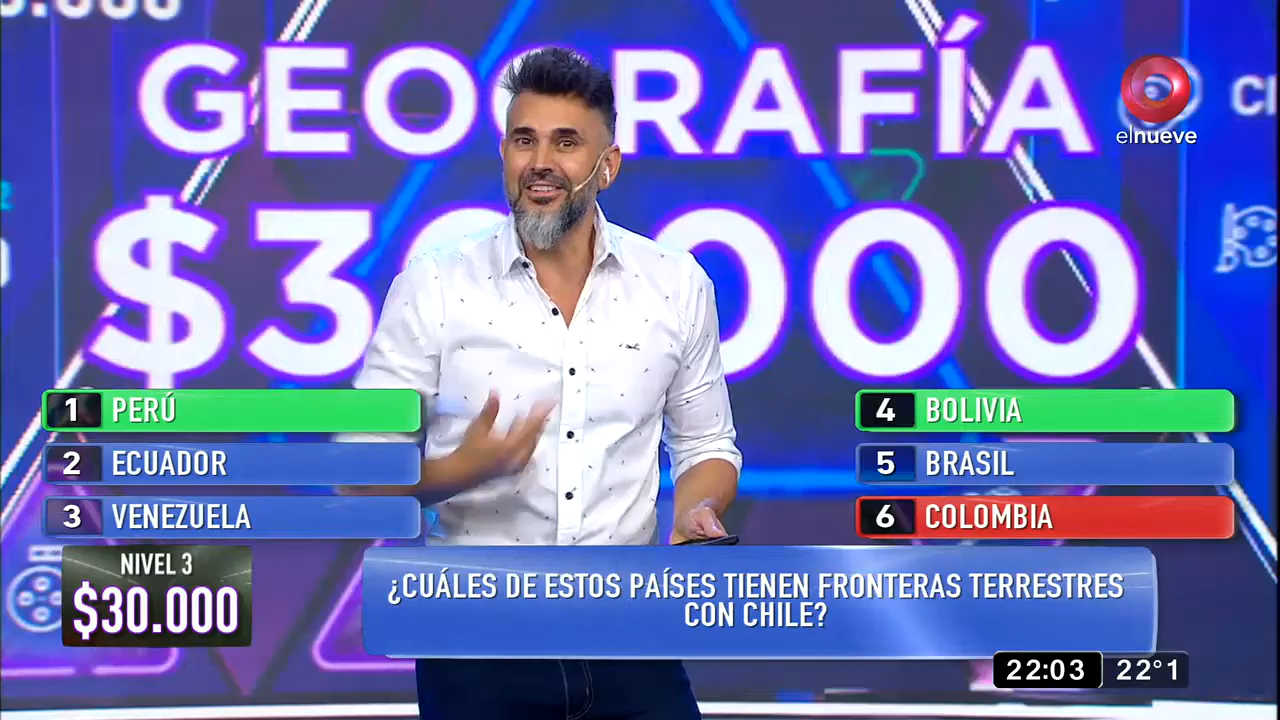 GEOGRAFÍA
elnueve
1 PERÚ
2 ECUADOR
3 VENEZUELA
4 BOLIVIA
5 BRASIL
6 COLOMBIA
NIVEL 3
$30.000
¿CUÁLES DE ESTOS PAÍSES TIENEN FRONTERAS TERRESTRES
CON CHILE?
22:03 22°1